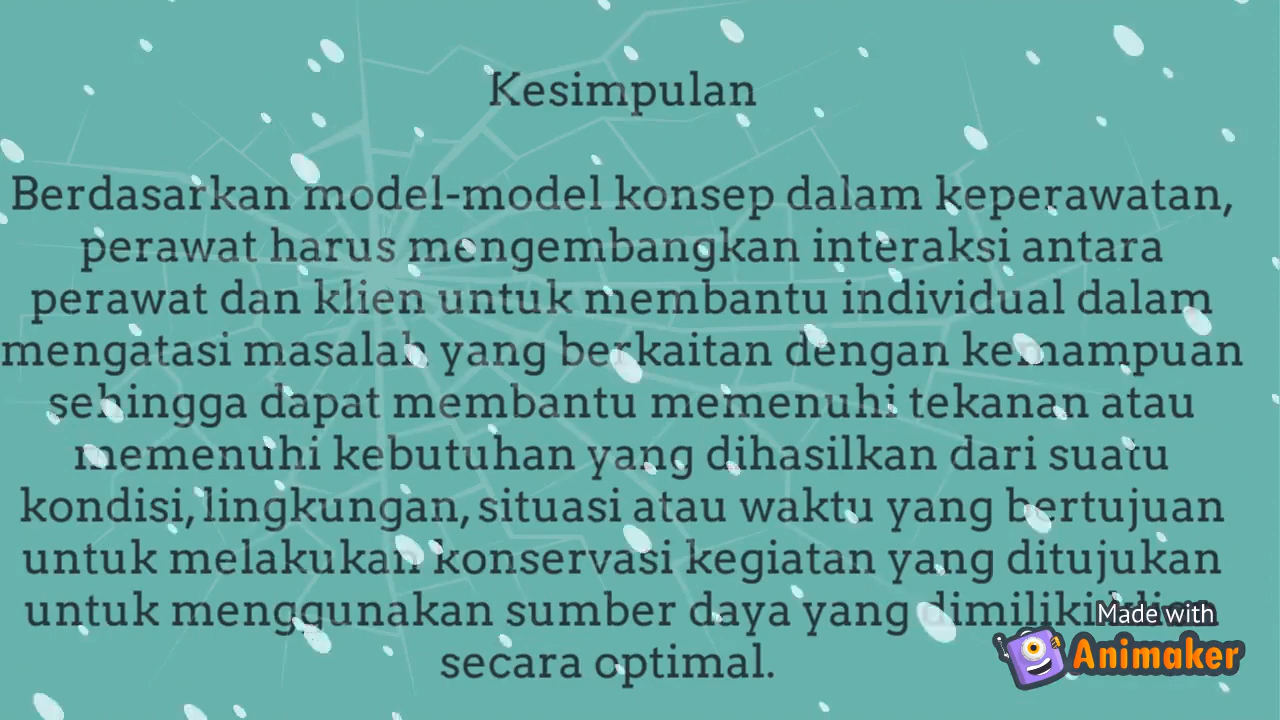 Kesimpulan
Berdasarkan model-model konsep dalam keperawatan,
perawat harus mengembangkan interaksi antara
perawat dan klien untuk membantu individual dalam
mengatasi masalah yang berkaitan dengan kemampuan
sehingga dapat membantu memenuhi tekanan atau
memenuhi kebutuhan yang dihasilkan dari suatu
kondisi, lingkungan, situasi atau waktu yang bertujuan
untuk melakukan konservasi kegiatan yang ditujukan
untuk menggunakan sumber daya yang dimiliki
secara optimal.
Made with
Animaker